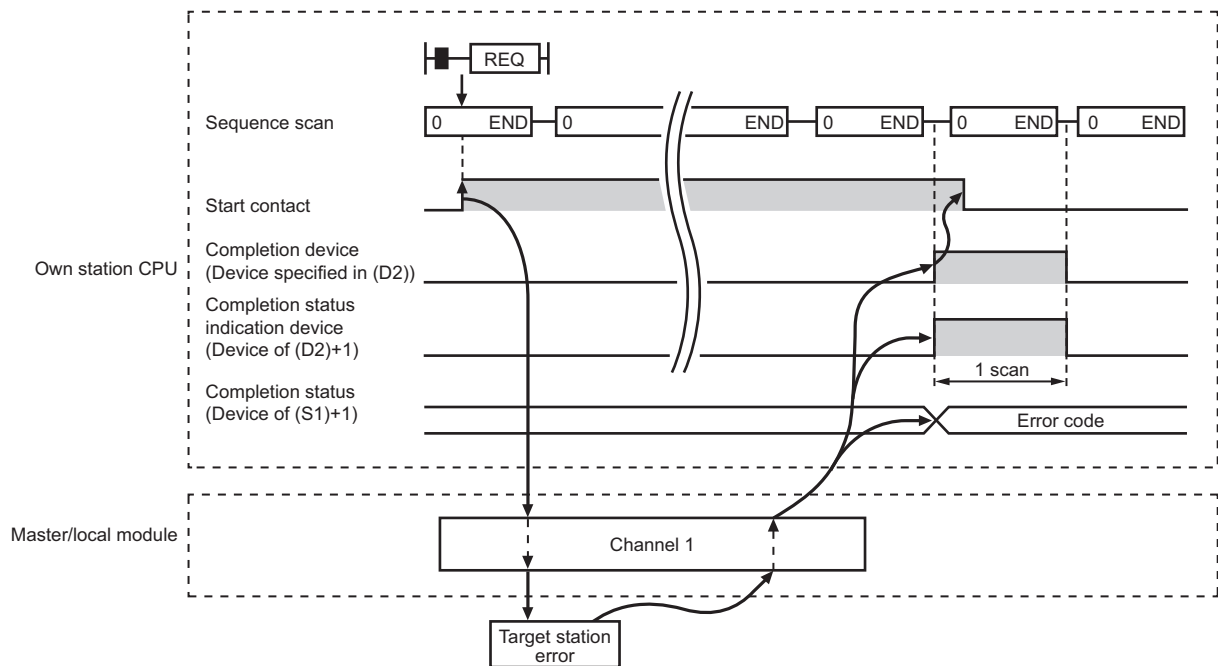 REQ
Sequence scan
0 END 0 END 0 END 0 END 0 END
Start contact
Own station CPU
Completion device
(Device specified in (D2))
Completion status
indication device
(Device of (D2)+1)
1 scan
Completion status
(Device of (S1)+1)
Error code
Master/local module
Channel 1
Target station
error